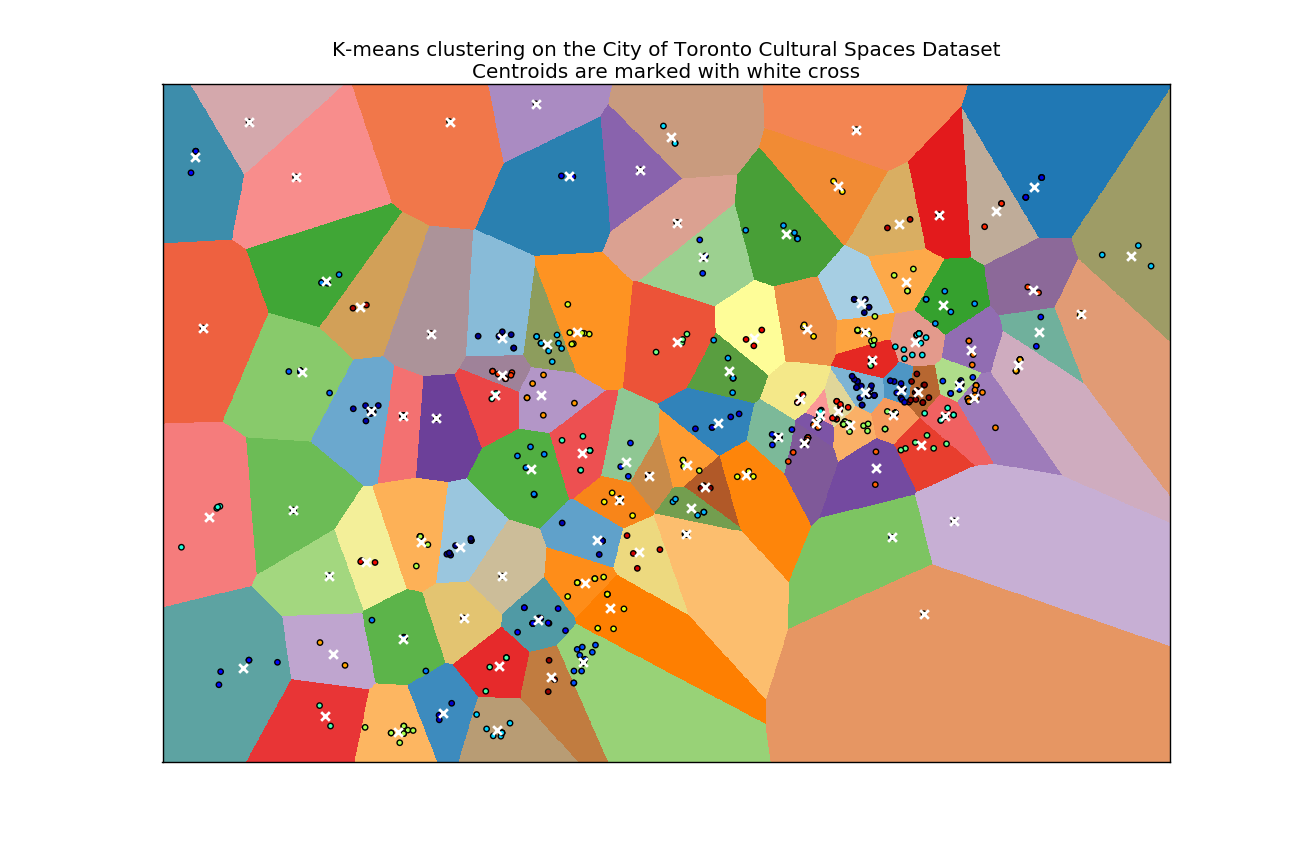 K-means clustering on the City of Toronto Cultural Spaces Dataset
Centroids are marked with white cross